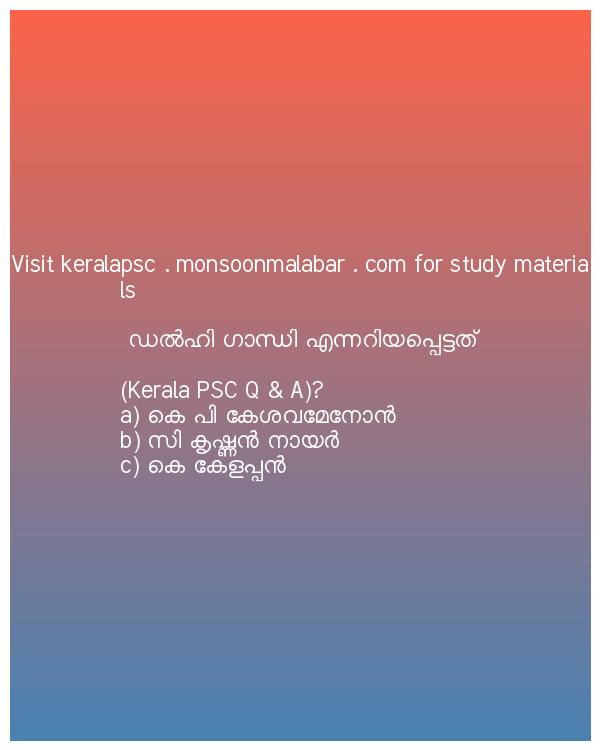 Visit keralapsc . monsoonmalabar . com for study materia
ls
ഡൽഹി ഗാന്ധി എന്നറിയപ്പെട്ടത്
(Kerala PSC Q & A)?
a) കെ പി കേശവമേനോൻ
b) സി കൃഷ്ണൻ നായർ
c) കെ കേളപ്പൻ